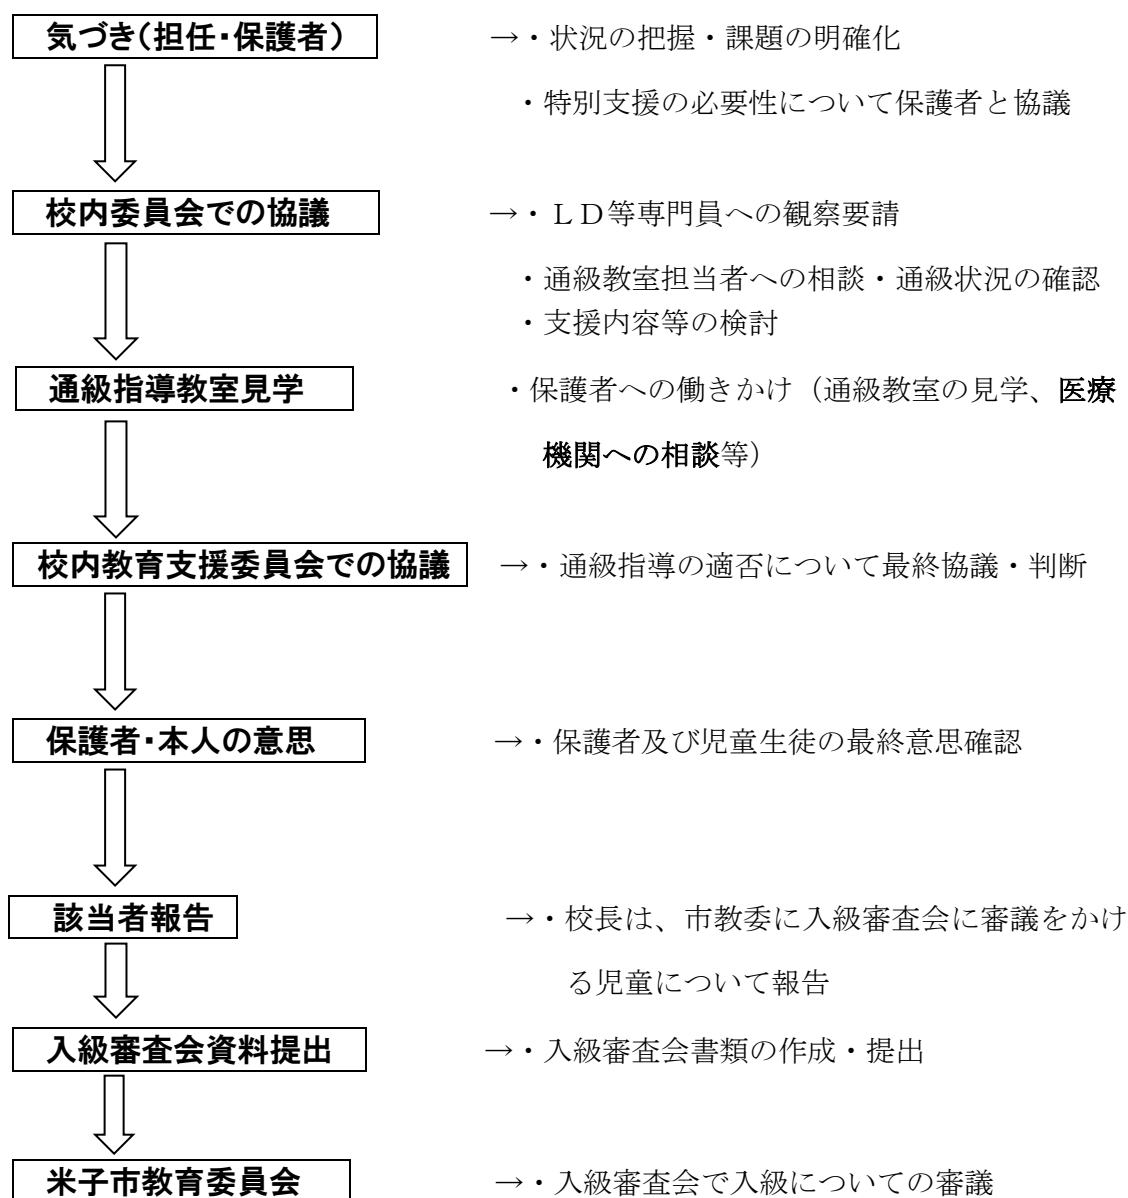 気づき（担任・保護者）　→・状況の把握・課題の明確化
・特別支援の必要性について保護者と協議
校内委員会での協議　→・ＬＤ等専門員への観察要請
・通級教室担当者への相談・通級状況の確認
・支援内容等の検討
通級指導教室見学　・保護者への働きかけ（通級教室の見学、医療
機関への相談等）
校内教育支援委員会での協議　→・通級指導の適否について最終協議・判断
保護者・本人の意思　→・保護者及び児童生徒の最終意思確認
該当者報告　→・校長は、市教委に入級審査会に審議をかけ
る児童について報告
入級審査会資料提出　→・入級審査会書類の作成・提出
米子市教育委員会　→・入級審査会で入級についての審議